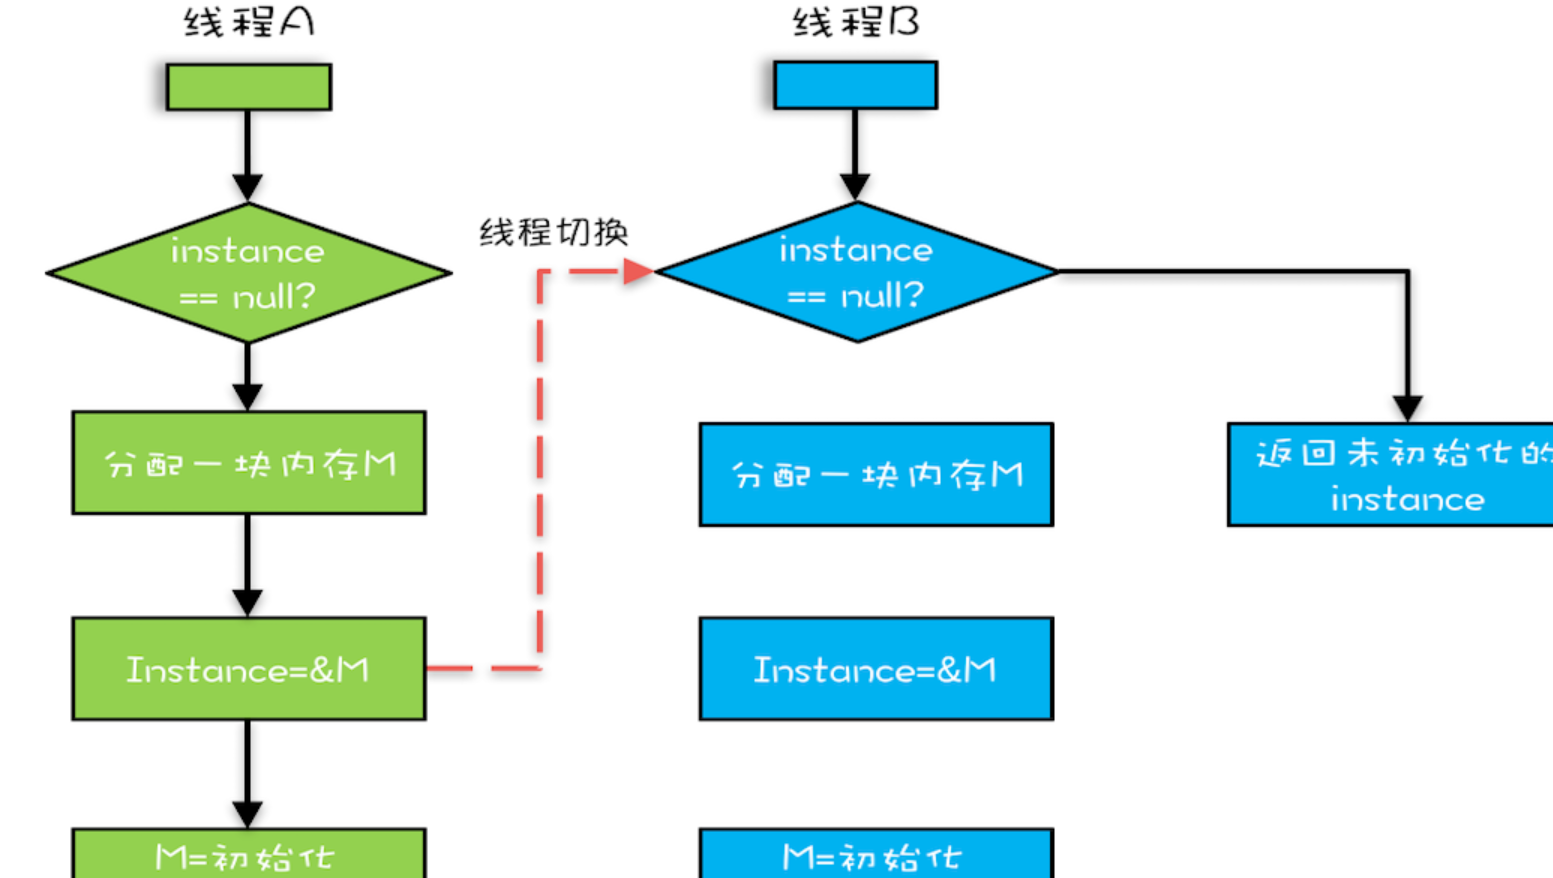 线程A
线程B
instance
== null?
线程切换
instance
== null?
分配一块内存M
分配一块内存M
返回未初始化的
instance
Instance=&M
Instance=&M
M=初始化
M=初始化